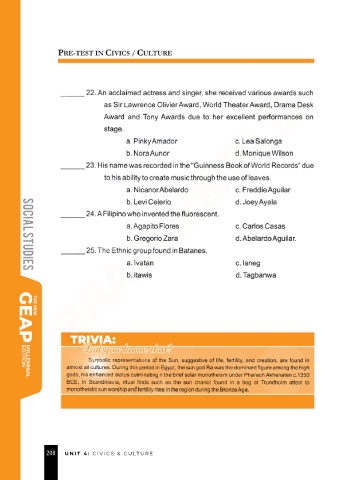 PRE-TEST IN CIVICS / CULTURE
______ 22. An acclaimed actress and singer, she received various awards such
as Sir Lawrence Olivier Award, World Theater Award, Drama Desk
Award and Tony Awards due to her excellent performances on
stage.
a. Pinky Amador c. Lea Salonga
b. Nora Aunor d. Monique Wilson
______ 23. His name was recorded in the "Guinness Book of World Records" due
to his ability to create music through the use of leaves.
a. Nicanor Abelardo c. Freddie Aguilar
b. Levi Celerio d. Joey Ayala
______ 24. A Filipino who invented the fluorescent.
a. Agapito Flores c. Carlos Casas
b. Gregorio Zara d. Abelardo Aguilar.
______ 25. The Ethnic group found in Batanes.
a. Ivatan c. Isneg
b. itawis d. Tagbanwa
SOCIAL STUDIES
THE NEW
GEAP
MILLENNIAL
EDITION
TRIVIA:
Do you know that?
Symbolic representations of the Sun, suggestive of life, fertility, and creation, are found in
almost all cultures. During this period in Egypt, the sun god Ra was the dominant figure among the high
gods, his enhanced status culminating in the brief solar monotheism under Pharaoh Akhenaten c.1350
BCE. In Scandinavia, ritual finds such as the sun chariot found in a bog at Trundholm attest to
monotheistic sun worship and fertility rites in the region during the Bronze Age.
208 UNIT 4: CIVICS & CULTURE